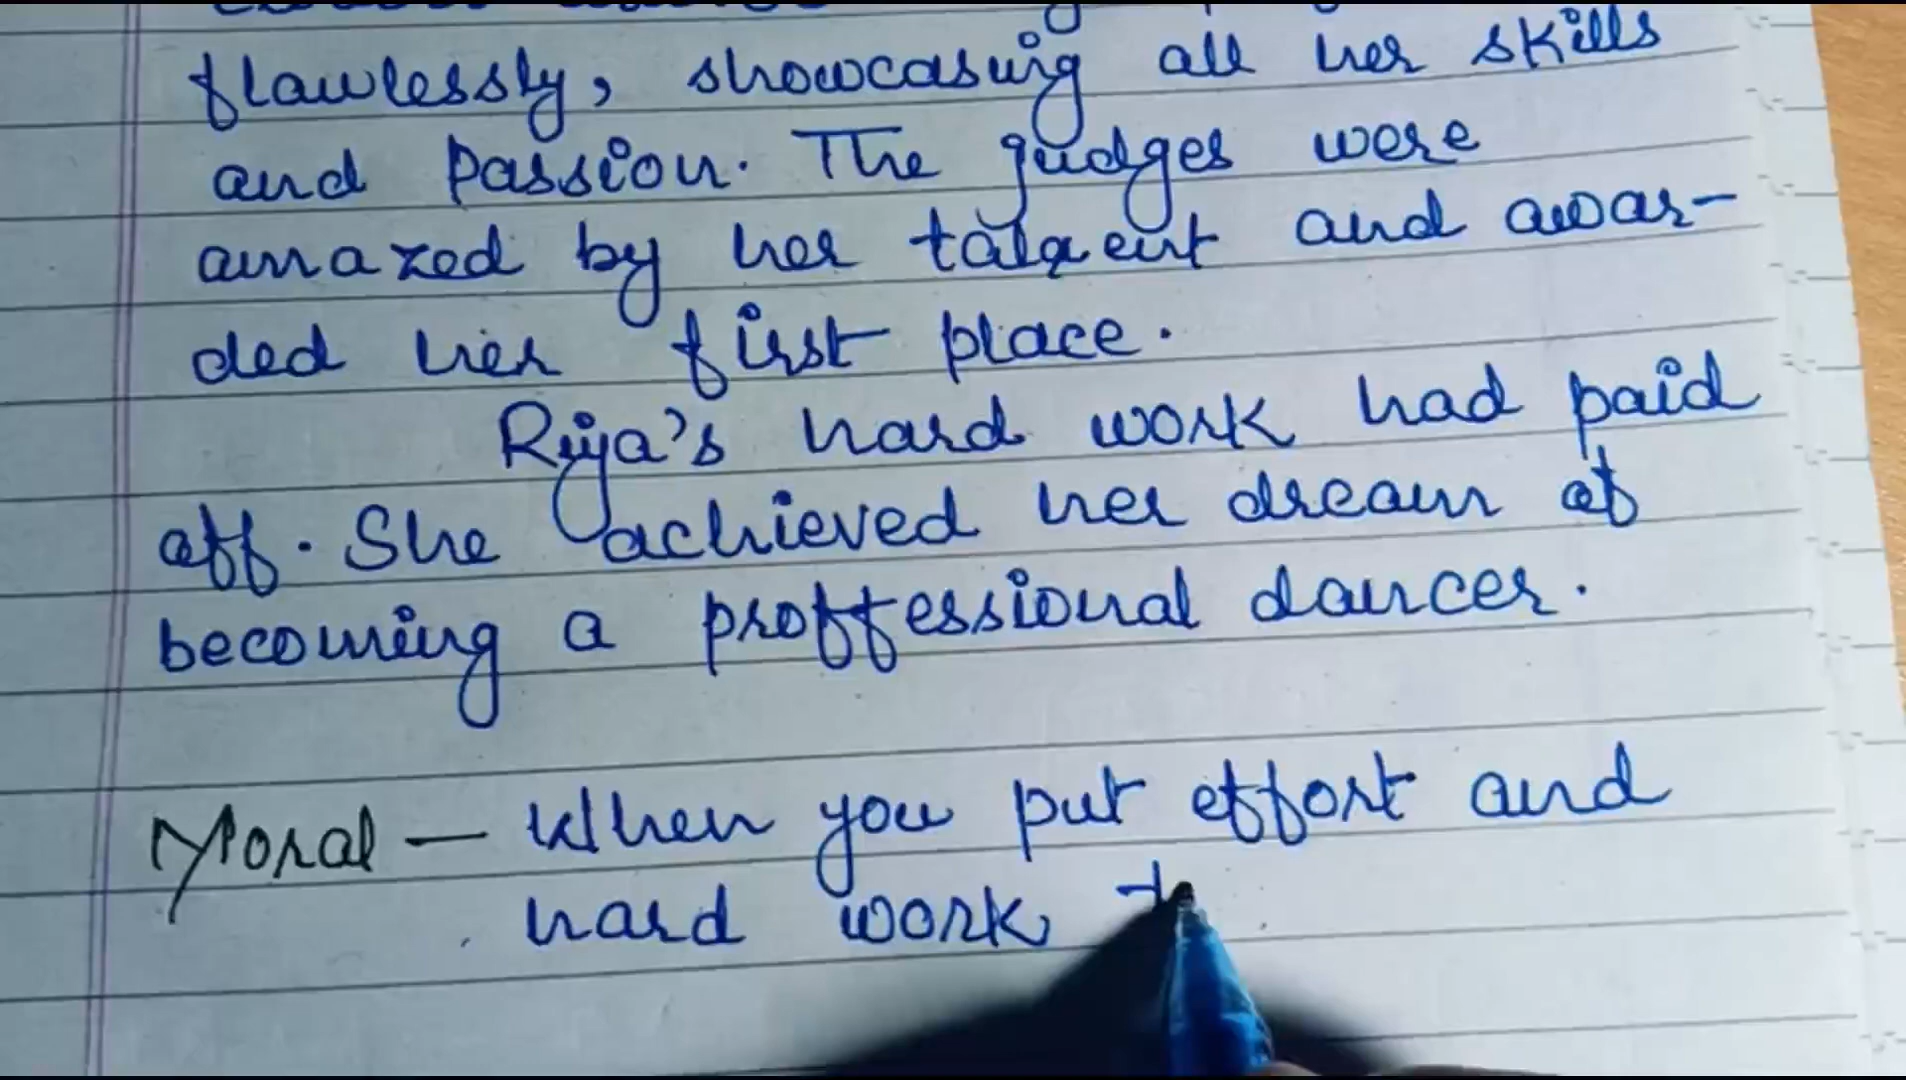 flawlessly, showcasing all her skills
and passion. The judges were
amazed by her talent and awar-
ded her first place.
Riya's hard work had paid
off. She achieved her dream of
becoming a proffessional dancer.
Moral — When you put effort and
hard work t